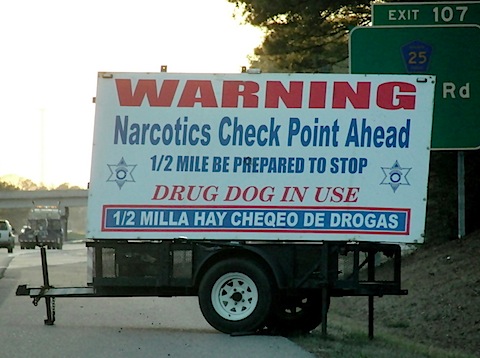 EXIT 107
25
Rd
WARNING
Narcotics Check Point Ahead
1/2 MILE BE PREPARED TO STOP
DRUG DOG IN USE
1/2 MILLA HAY CHEQEO DE DROGAS